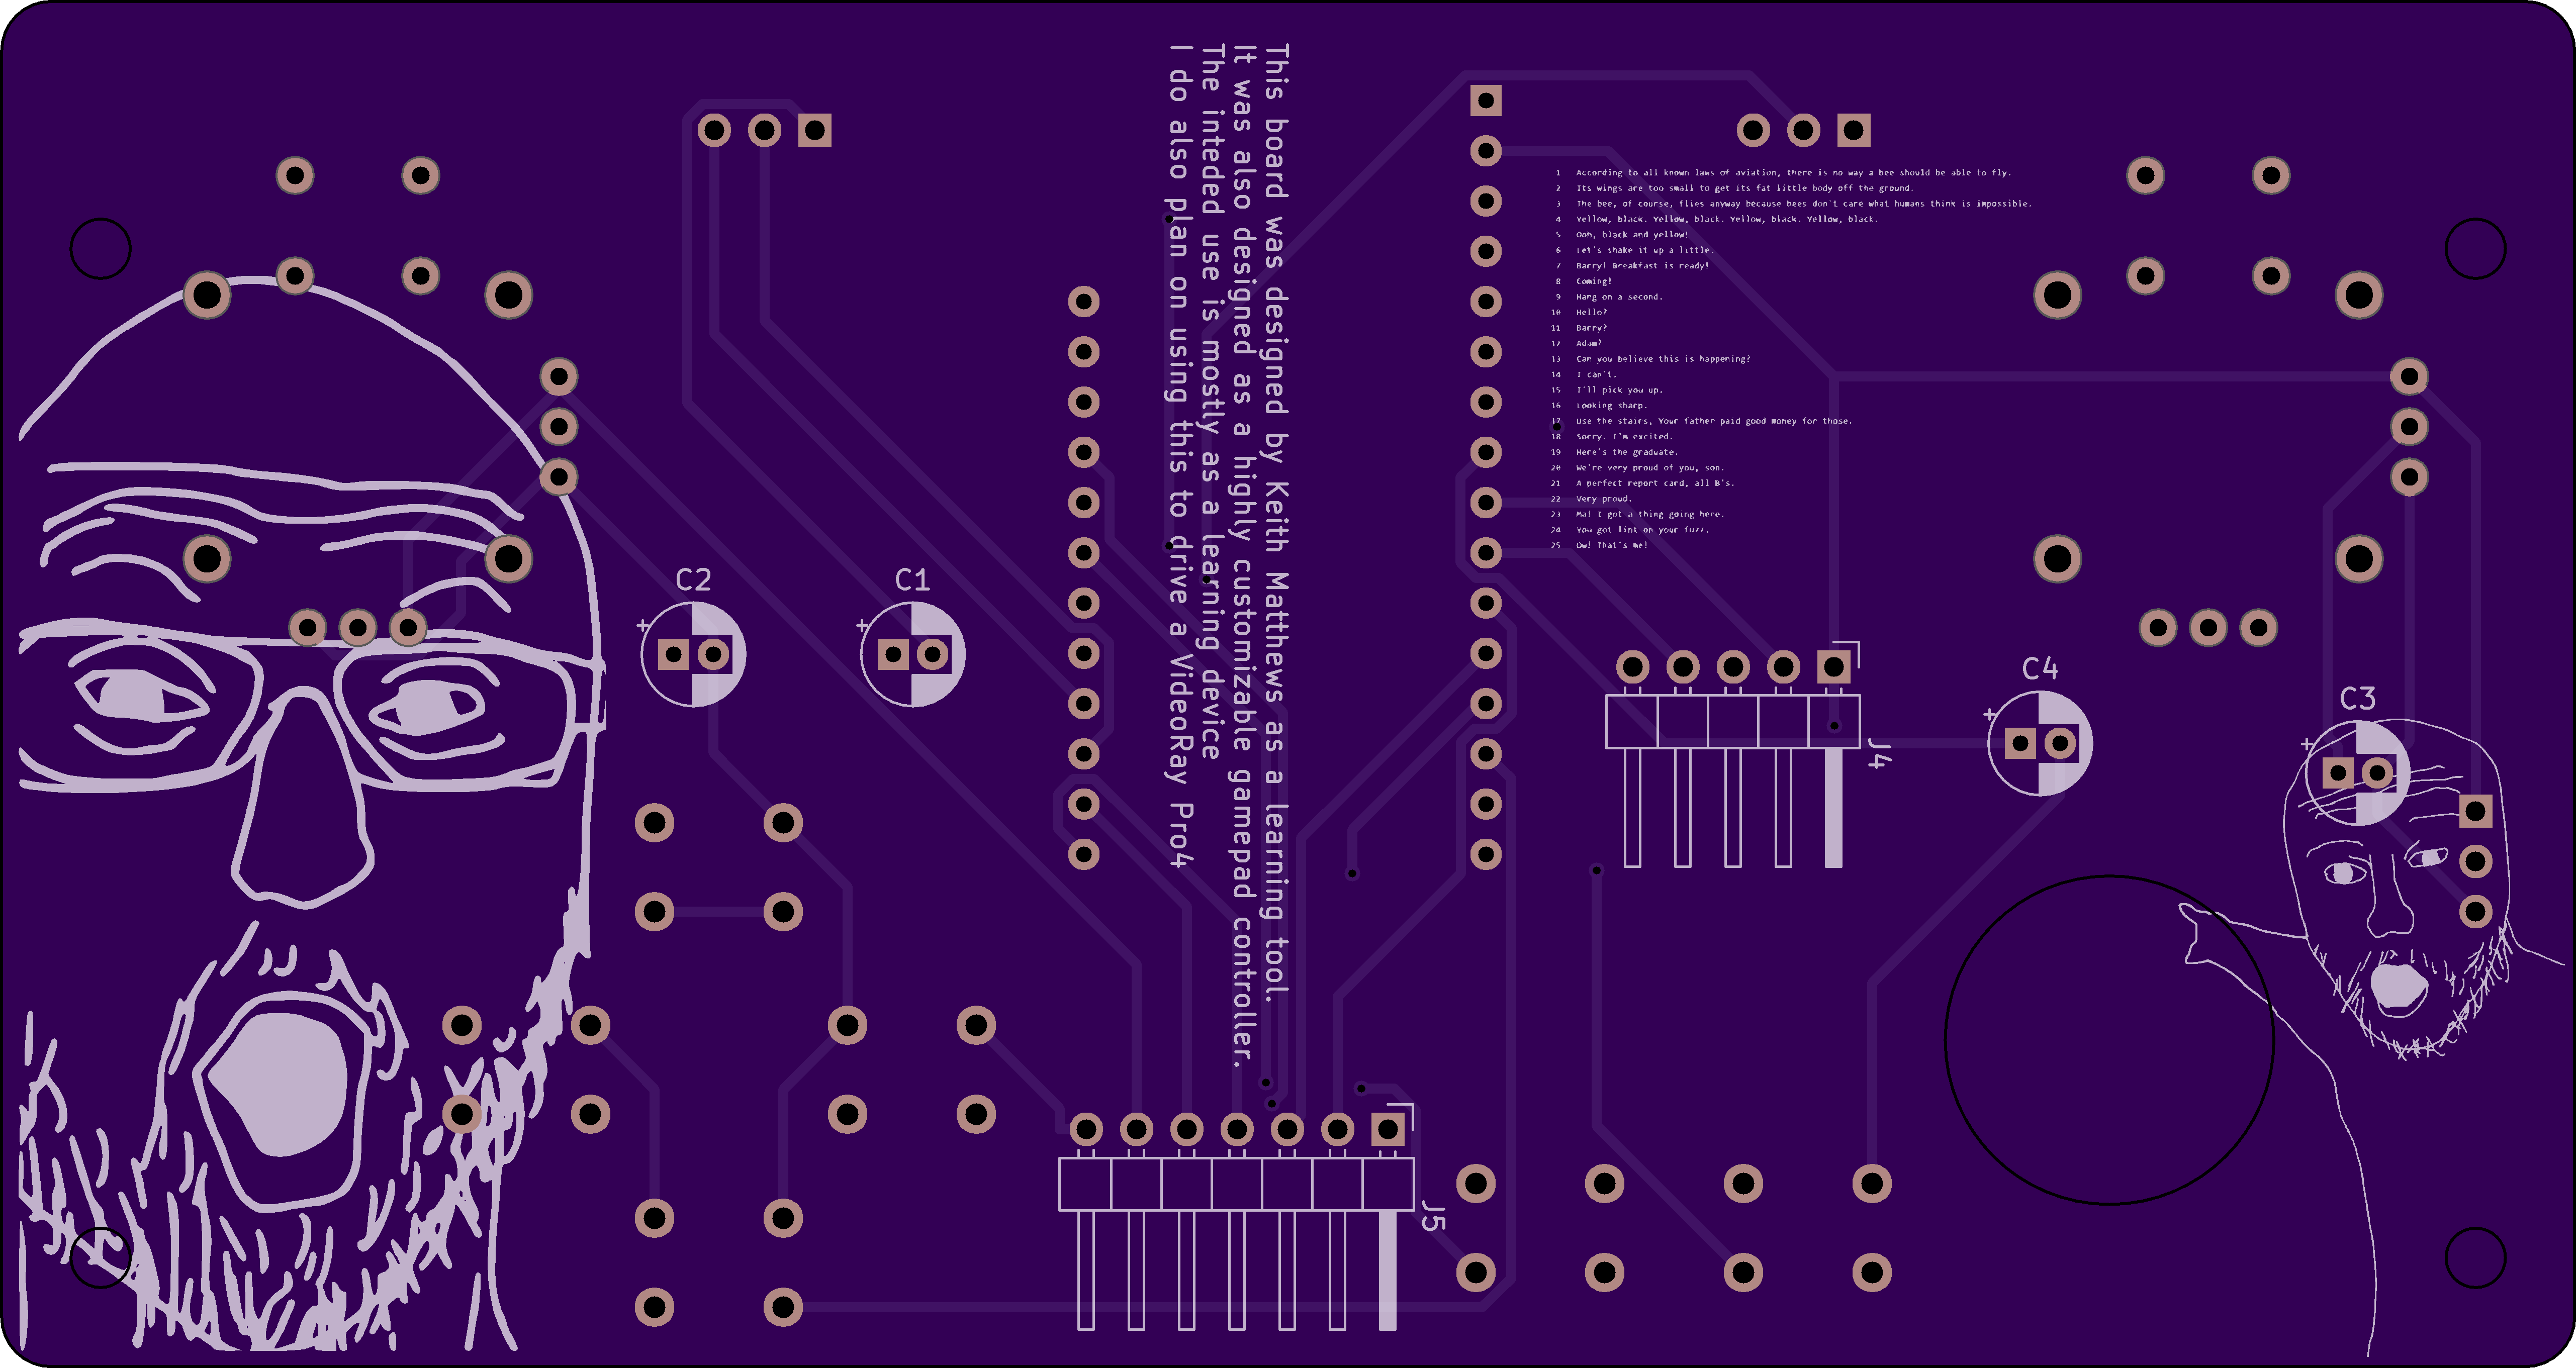 This board was designed by Keith Matthews as a learning tool.
It was also designed as a highly customizable gamepad controller.
The inteded use is mostly as a learning device
I do also plan on using this to drive a VideoRay Pro4
1 According to all known laws of aviation, there is no way a bee should be able to fly.
2 Its wings are too small to get its fat little body off the ground.
3 The bee, of course, flies anyway because bees don't care what humans think is impossible.
4 Yellow, black. Yellow, black. Yellow, black. Yellow, black.
5 Ooh, black and yellow!
6 Let's shake it up a little.
7 Barry! Breakfast is ready!
8 Coming!
9 Hang on a second.
10 Hello?
11 Barry?
12 Adam?
13 Can you believe this is happening?
14 I can't.
15 I'll pick you up.
16 Looking sharp.
17 Use the stairs, Your father paid good money for those.
18 Sorry. I'm excited.
19 Here's the graduate.
20 We're very proud of you, son.
21 A perfect report card, all B's.
22 Very proud.
23 Ma! I got a thing going here.
24 You got lint on your fuzz.
25 Ow! That's me!
C2
+
C1
+
C4
+
C3
+
J4
J5